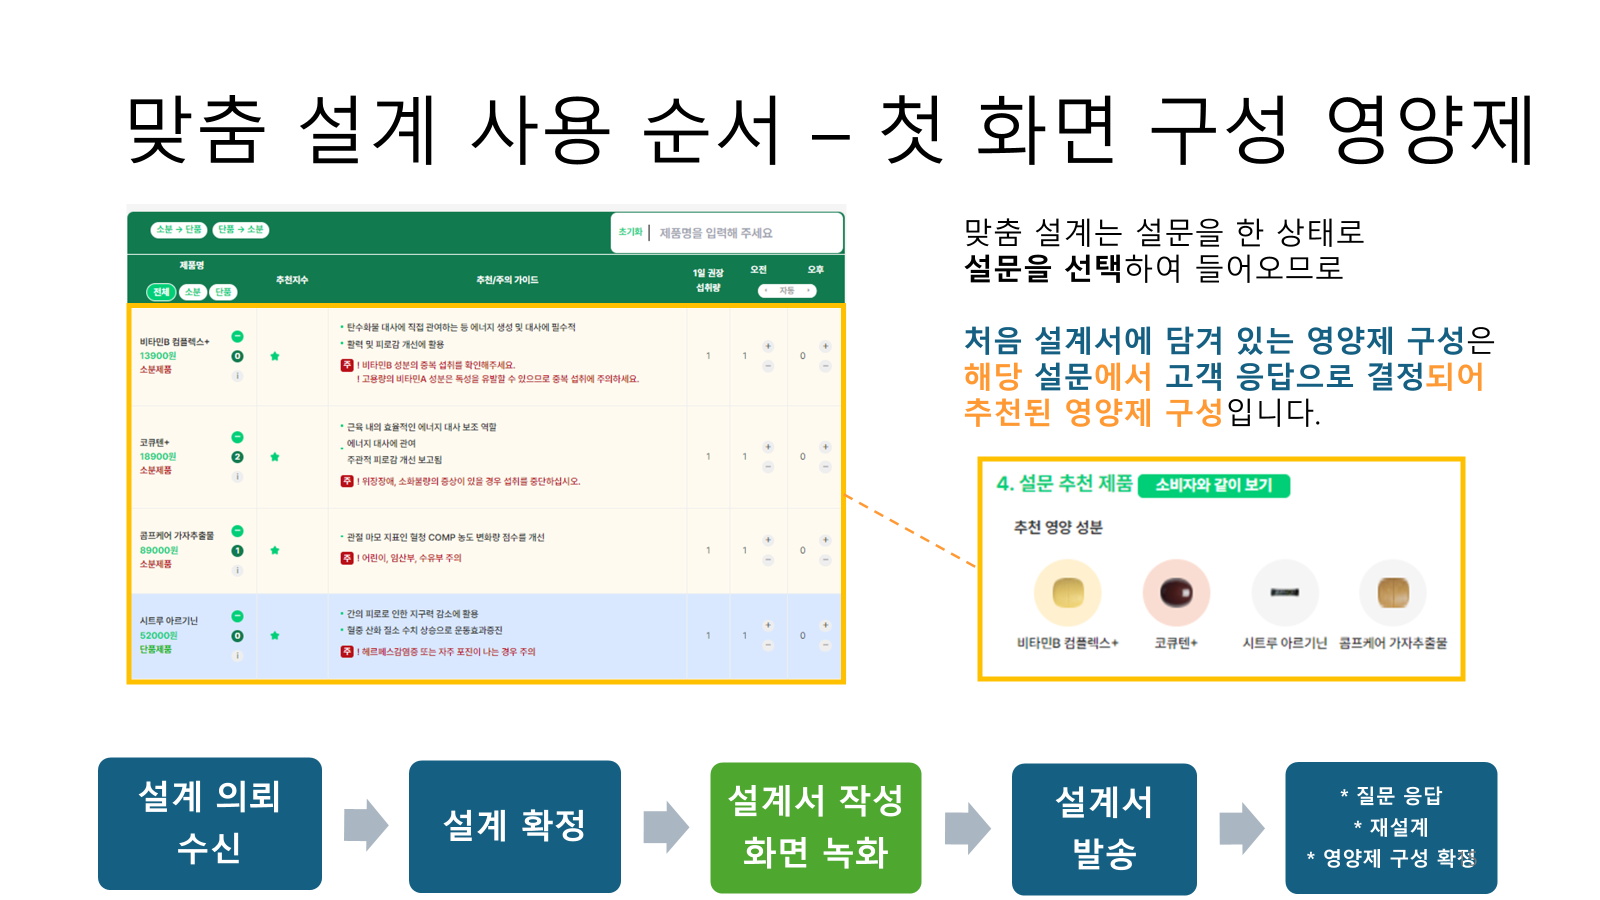 맞춤 설계 사용 순서 – 첫 화면 구성 영양제
소분 → 단품
단품 → 소분
초기화
제품명을 입력해 주세요
제품명
전체
소분
단품
추천지수
추천/주의 가이드
1일 권장
섭취량
오전
오후
자동
비타민B 컴플렉스+
13900원
소분제품
0
i
• 탄수화물 대사에 직접 관여하는 등 에너지 생성 및 대사에 필수적
• 활력 및 피로감 개선에 활용
주 ! 비타민B 성분의 중복 섭취를 확인해주세요.
! 고용량의 비타민A 성분은 독성을 유발할 수 있으므로 중복 섭취에 주의하세요.
1
1
+
−
0
+
−
코큐텐+
18900원
소분제품
2
i
• 근육 내의 효율적인 에너지 대사 보조 역할
에너지 대사에 관여
•
주관적 피로감 개선 보고됨
주 ! 위장장애, 소화불량의 증상이 있을 경우 섭취를 중단하십시오.
1
1
+
−
0
+
−
콤프케어 가자추출물
89000원
소분제품
1
i
• 관절 마모 지표인 혈청 COMP 농도 변화량 점수를 개선
주 ! 어린이, 임산부, 수유부 주의
1
1
+
−
0
+
−
시트루 아르기닌
52000원
단품제품
0
i
• 간의 피로로 인한 지구력 감소에 활용
• 혈중 산화 질소 수치 상승으로 운동효과증진
주 ! 헤르페스감염증 또는 자주 포진이 나는 경우 주의
1
1
+
−
0
+
−
맞춤 설계는 설문을 한 상태로
설문을 선택하여 들어오므로
처음 설계서에 담겨 있는 영양제 구성은
해당 설문에서 고객 응답으로 결정되어
추천된 영양제 구성입니다.
4. 설문 추천 제품 소비자와 같이 보기
추천 영양 성분
비타민B 컴플렉스+
코큐텐+
시트루 아르기닌
콤프케어 가자추출물
설계 의뢰
수신
설계 확정
설계서 작성
화면 녹화
설계서
발송
* 질문 응답
* 재설계
* 영양제 구성 확정